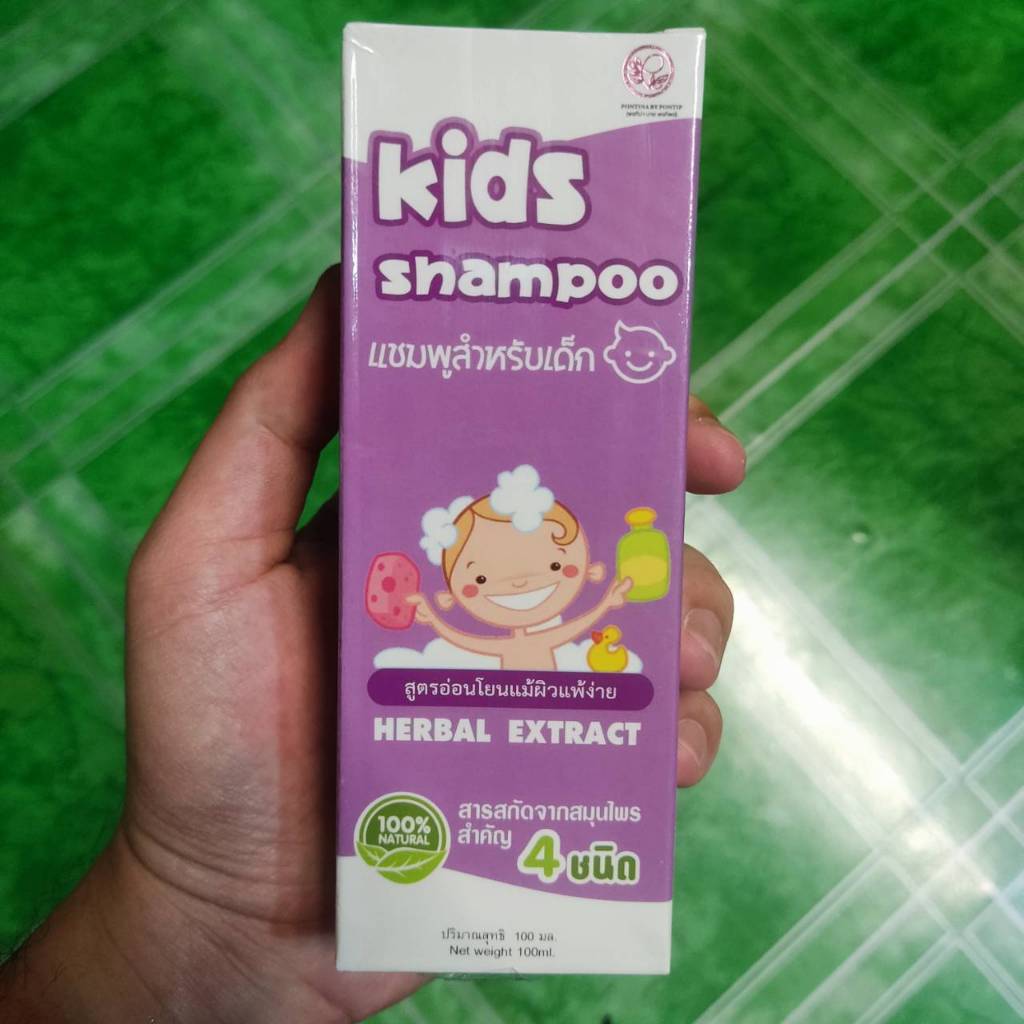 PONTINA BY PONTIP
kids
shampoo
แชมพูสำหรับเด็ก
สูตรอ่อนโยนแม้ผิวแพ้ง่าย
HERBAL EXTRACT
100%
NATURAL
สารสกัดจากสมุนไพร
สำคัญ 4 ชนิด
ปริมาณสุทธิ 100 มล.
Net weight 100ml.